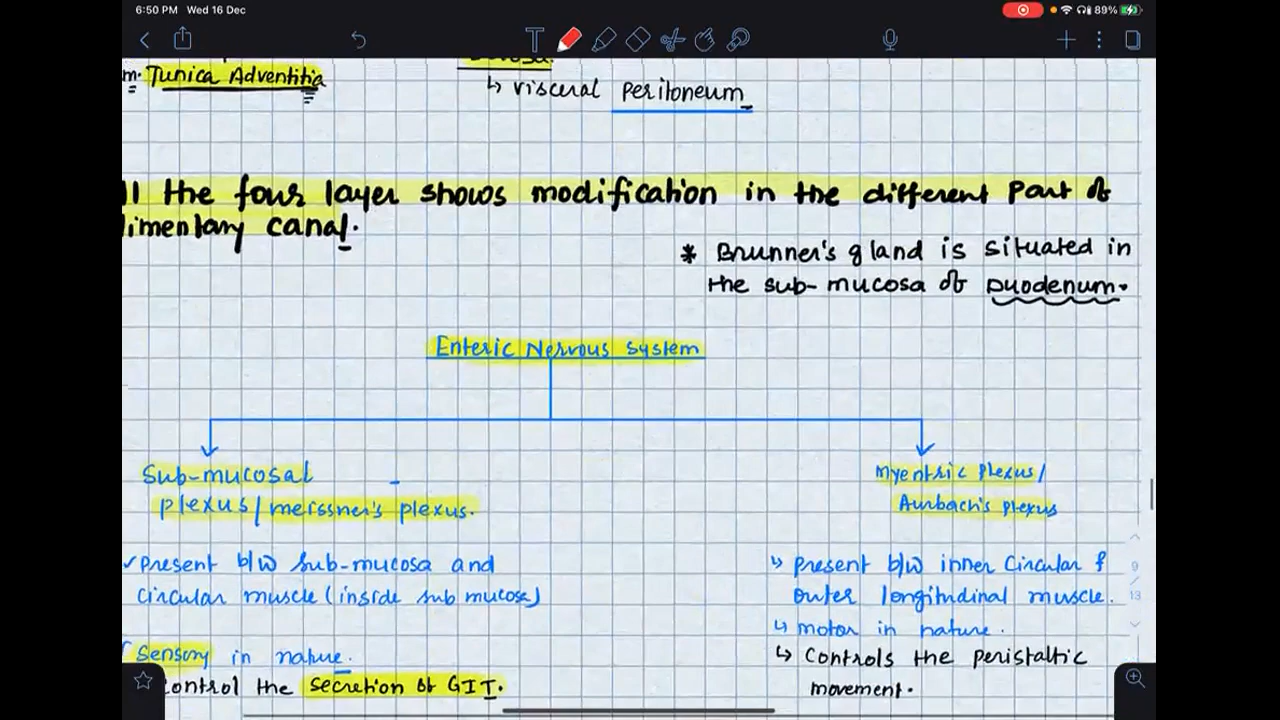 6:50 PM Wed 16 Dec
89%
m. Tunica Adventitia
↳ visceral peritoneum
ll the four layer shows modification in the different part of
limentary canal.
* Brunner's gland is situated in
the sub-mucosa of Duodenum.
Enteric Nervous system
Sub-mucosal
plexus/meissner's plexus.
Myentric plexus/
Aurbach's plexus
✓ Present b/w sub-mucosa and
circular muscle (inside sub mucosa)
↳ present b/w inner circular &
outer longitudinal muscle.
↳ motor in nature.
Sensory in nature.
↳ Controls the peristaltic
movement.
control the secretion of GIT.
9
/
13